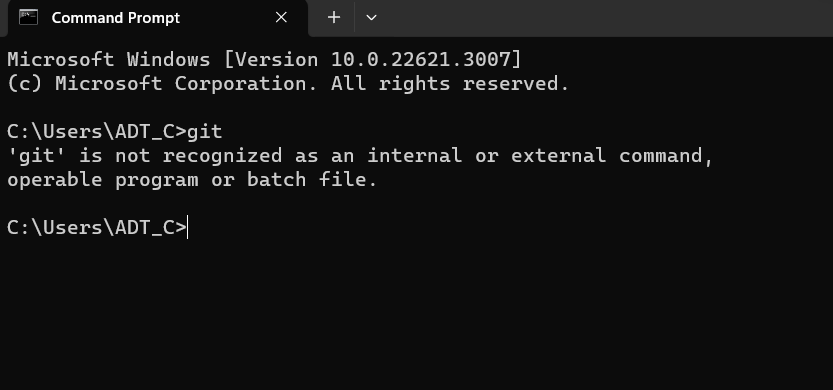 Command Prompt
Microsoft Windows [Version 10.0.22621.3007]
(c) Microsoft Corporation. All rights reserved.
C:\Users\ADT_C>git
'git' is not recognized as an internal or external command,
operable program or batch file.
C:\Users\ADT_C>